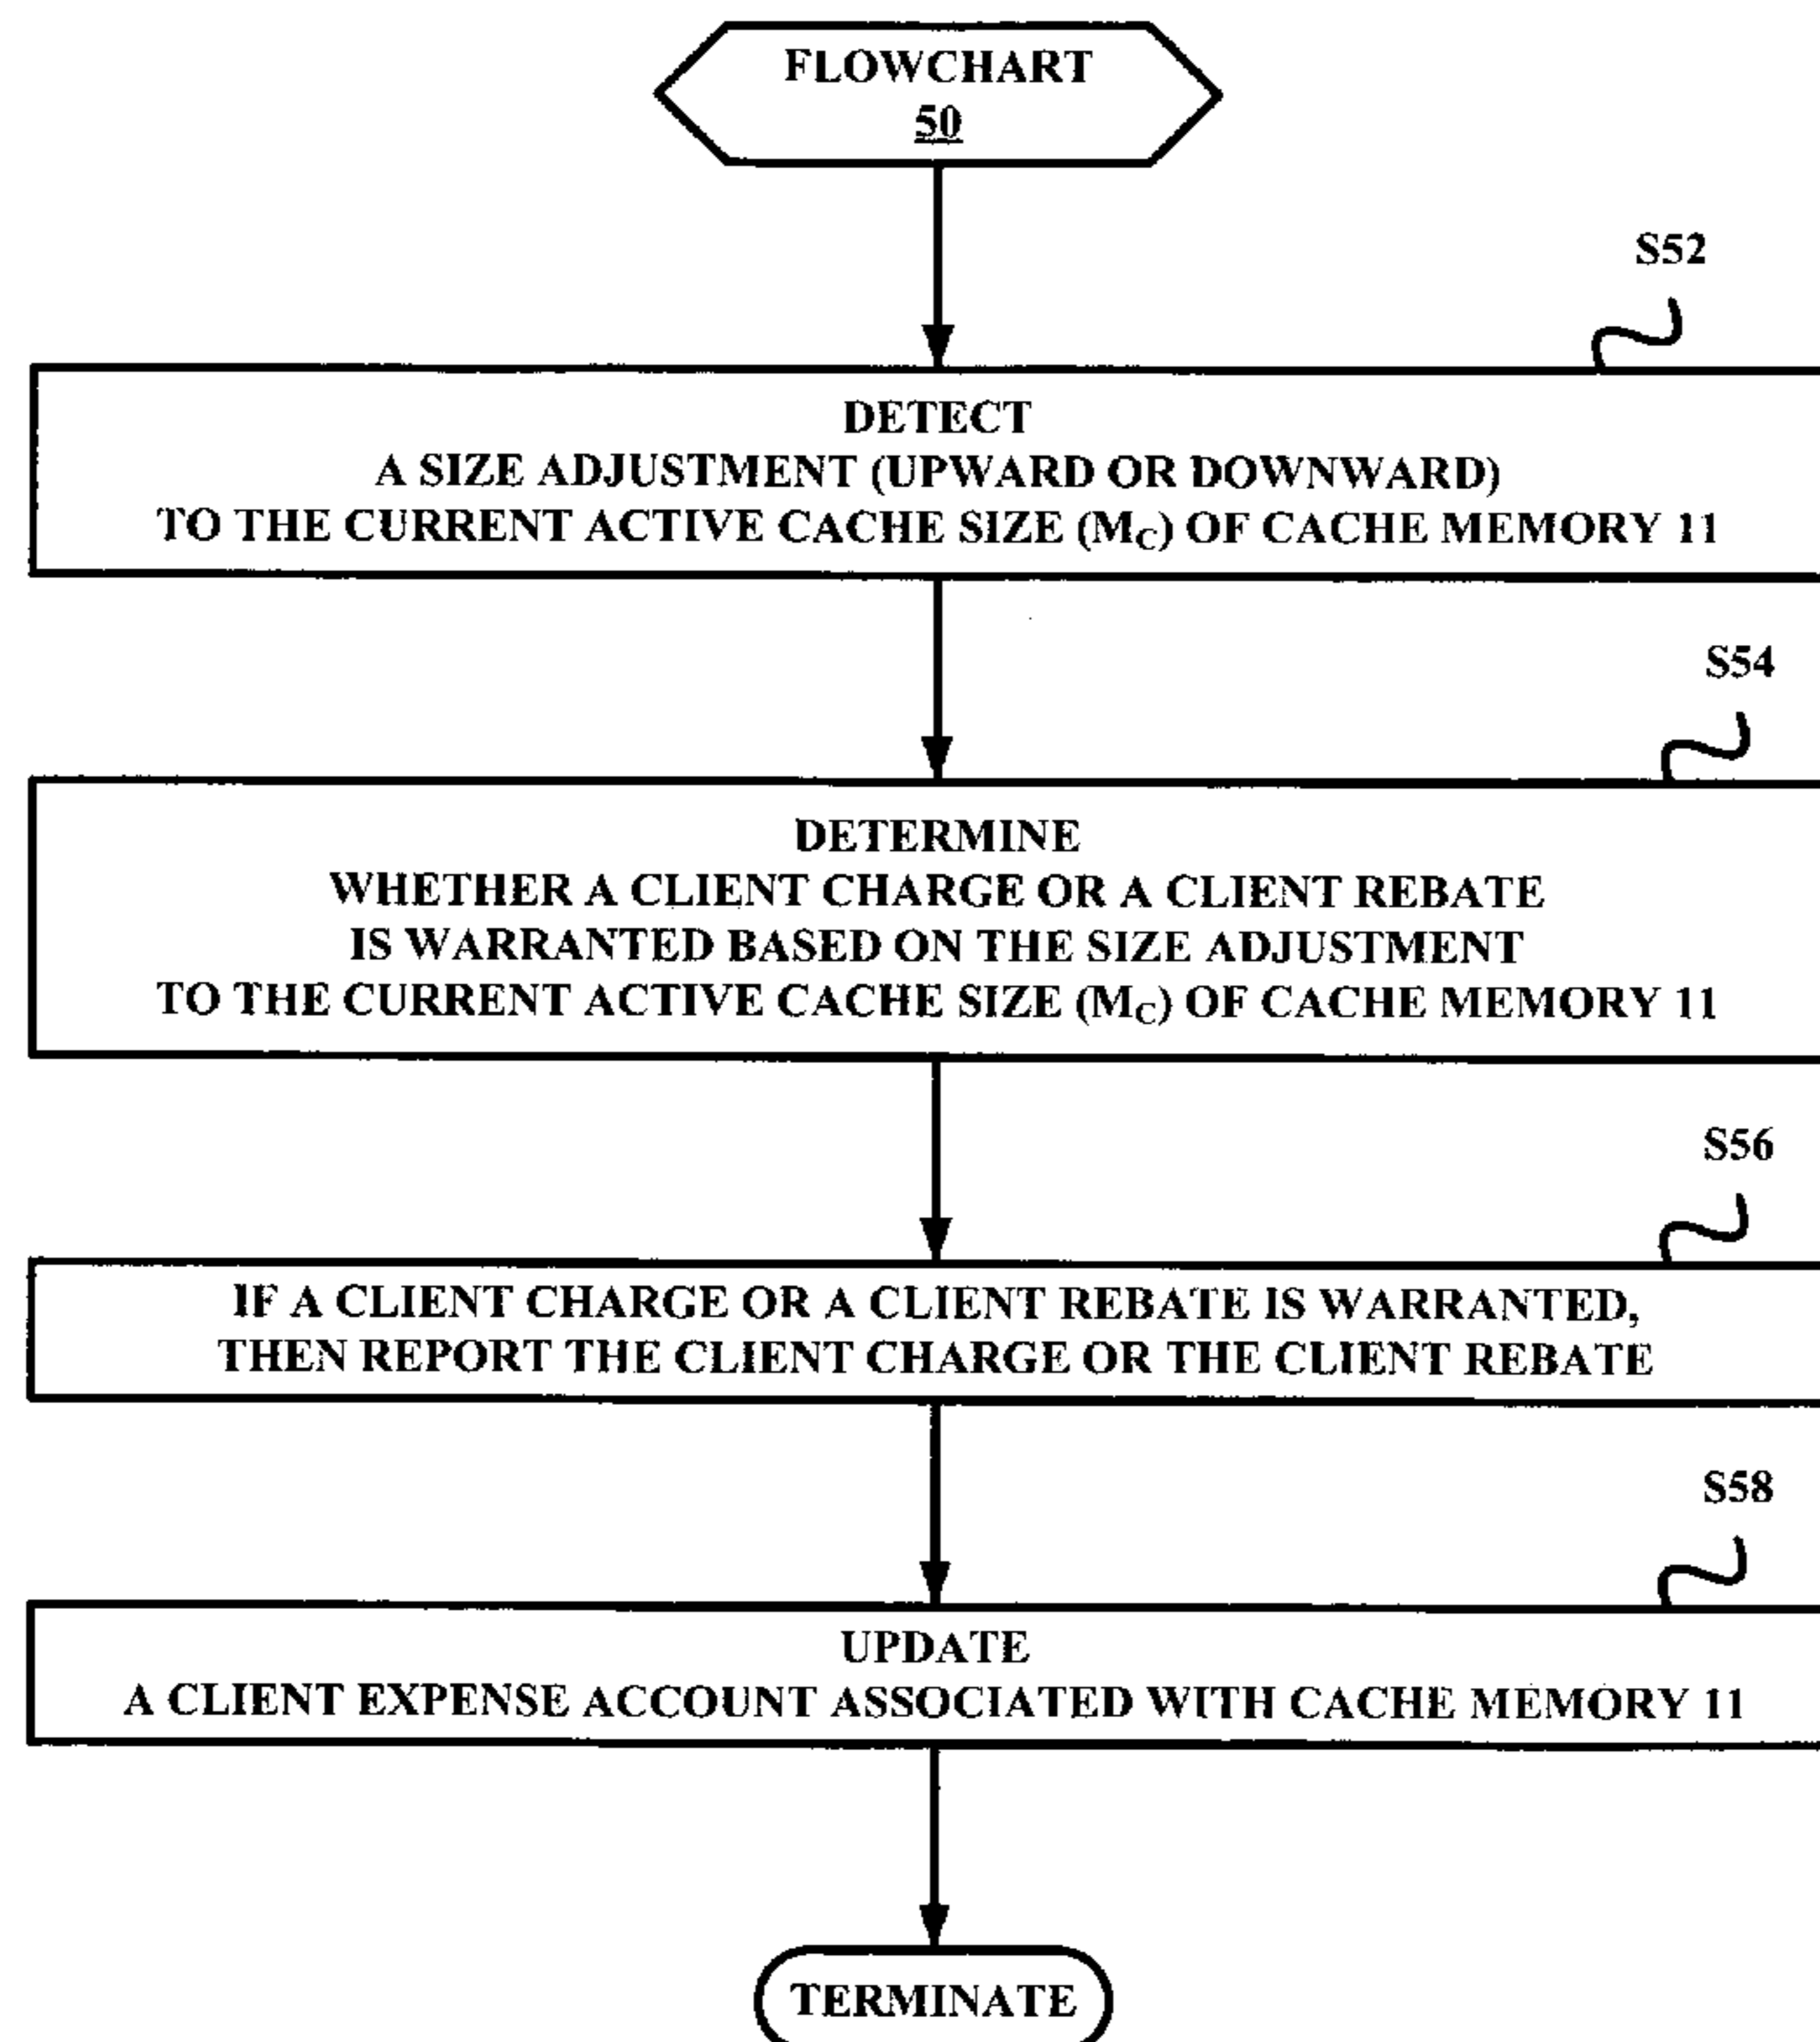 FLOWCHART
50
S52
DETECT
A SIZE ADJUSTMENT (UPWARD OR DOWNWARD)
TO THE CURRENT ACTIVE CACHE SIZE (MC) OF CACHE MEMORY 11
S54
DETERMINE
WHETHER A CLIENT CHARGE OR A CLIENT REBATE
IS WARRANTED BASED ON THE SIZE ADJUSTMENT
TO THE CURRENT ACTIVE CACHE SIZE (MC) OF CACHE MEMORY 11
S56
IF A CLIENT CHARGE OR A CLIENT REBATE IS WARRANTED,
THEN REPORT THE CLIENT CHARGE OR THE CLIENT REBATE
S58
UPDATE
A CLIENT EXPENSE ACCOUNT ASSOCIATED WITH CACHE MEMORY 11
TERMINATE